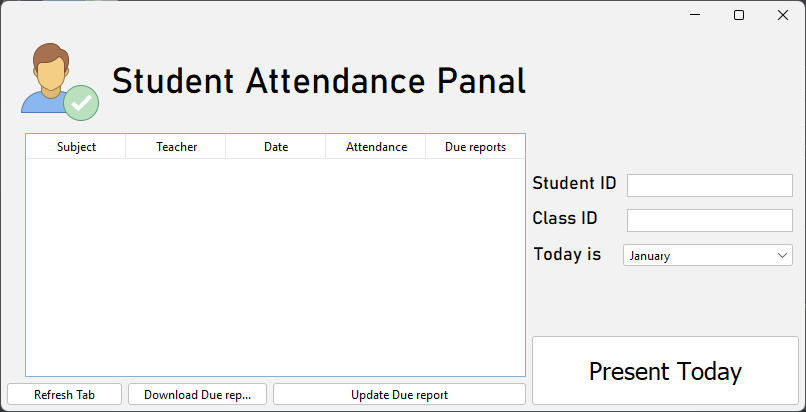 Student Attendance Panal
Subject Teacher Date Attendance Due reports
Student ID
Class ID
Today is January
Refresh Tab Download Due rep... Update Due report
Present Today